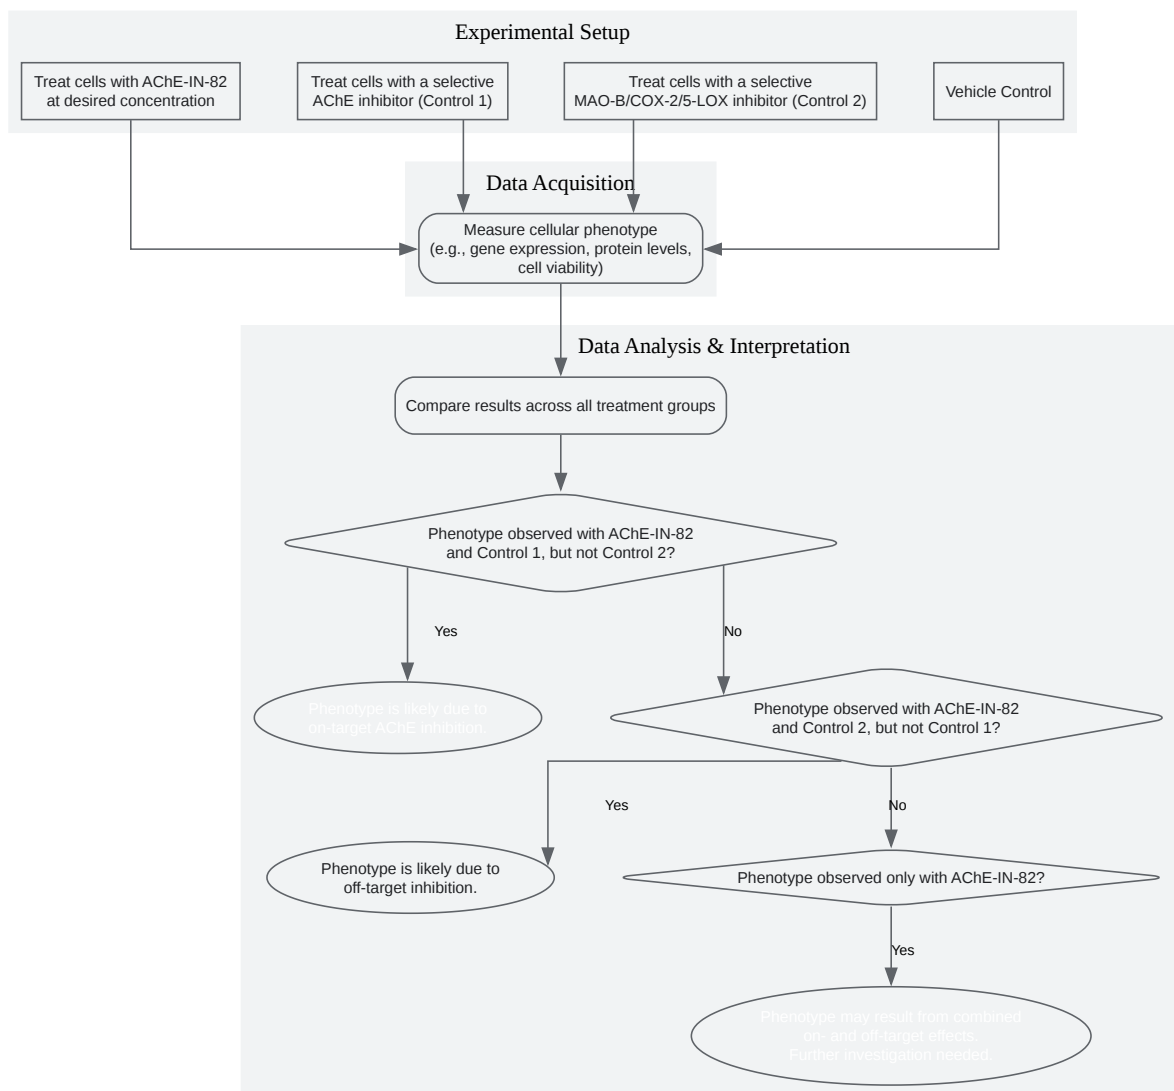 Experimental Setup
Treat cells with AChE-IN-82
at desired concentration
Treat cells with a selective
AChE inhibitor (Control 1)
Treat cells with a selective
MAO-B/COX-2/5-LOX inhibitor (Control 2)
Vehicle Control
Data Acquisition
Measure cellular phenotype
(e.g., gene expression, protein levels,
cell viability)
Data Analysis & Interpretation
Compare results across all treatment groups
Phenotype observed with AChE-IN-82
and Control 1, but not Control 2?
Yes
No
Phenotype is likely due to
on-target AChE inhibition.
Phenotype observed with AChE-IN-82
and Control 2, but not Control 1?
Yes
No
Phenotype is likely due to
off-target inhibition.
Phenotype observed only with AChE-IN-82?
Yes
Phenotype may result from combined
on- and off-target effects.
Further investigation needed.